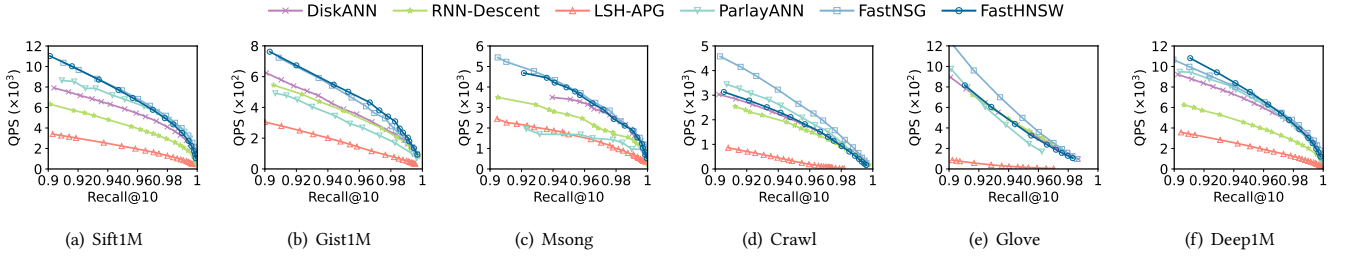 DiskANN RNN-Descent LSH-APG ParlayANN FastNSG FastHNSW
QPS (×10³)
12
10
8
6
4
2
0
0.9 0.92 0.94 0.96 0.98 1
Recall@10
(a) Sift1M
QPS (×10²)
8
6
4
2
0
0.9 0.92 0.94 0.96 0.98 1
Recall@10
(b) Gist1M
QPS (×10³)
6
5
4
3
2
1
0
0.9 0.92 0.94 0.96 0.98 1
Recall@10
(c) Msong
QPS (×10³)
5
4
3
2
1
0
0.9 0.92 0.94 0.96 0.98 1
Recall@10
(d) Crawl
QPS (×10²)
12
10
8
6
4
2
0
0.9 0.92 0.94 0.96 0.98 1
Recall@10
(e) Glove
QPS (×10³)
12
10
8
6
4
2
0
0.9 0.92 0.94 0.96 0.98 1
Recall@10
(f) Deep1M